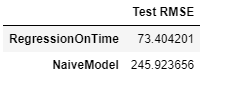 Test RMSE
RegressionOnTime 73.404201
NaiveModel 245.923656